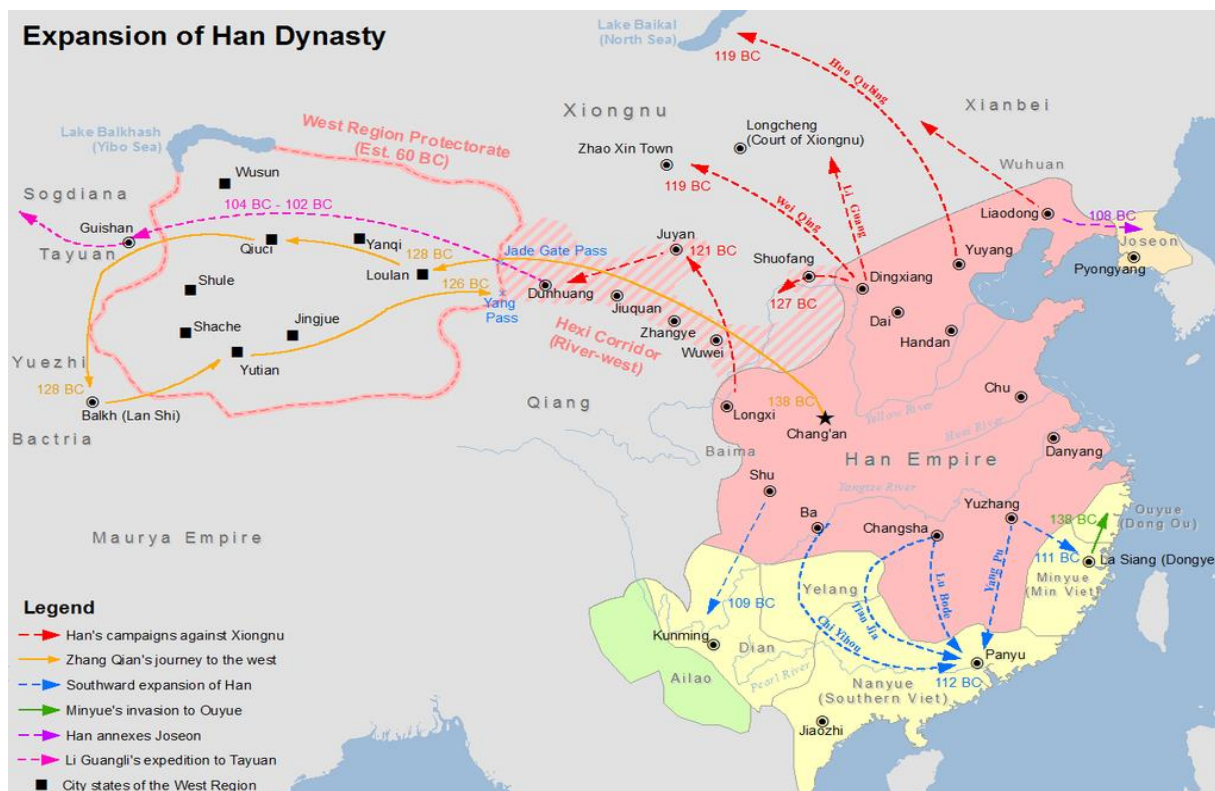 Expansion of Han Dynasty
Lake Baikal
(North Sea)
119 BC
Huo Qubing
Xiongnu
Xianbei
Lake Balkhash
(Yibo Sea)
West Region Protectorate
(Est. 60 BC)
Longcheng
(Court of Xiongnu)
Zhao Xin Town
119 BC
Wuhuan
Wusun
Li Guang
Wei Qing
Sogdiana
104 BC - 102 BC
Liaodong
108 BC
Guishan
Tayuan
Qiuci
Yanqi
Loulan
128 BC
Jade Gate Pass
Juyan
121 BC
Shuofang
Yuyang
Joseon
Pyongyang
Shule
126 BC
Yang
Pass
Dunhuang
Jiuquan
127 BC
Dingxiang
Dai
Shache
Jingjue
Hexi Corridor
(River-west)
Zhangye
Wuwei
Handan
Yuezhi
Yutian
128 BC
Balkh (Lan Shi)
Bactria
Qiang
Longxi
138 BC
Chang'an
Chu
Yellow River
Huai River
Baima
Han Empire
Danyang
Shu
Yangtze River
Ba
Changsha
Yuzhang
138 BC
Ouyue
(Dong Ou)
Maurya Empire
111 BC
La Siang (Dongye
Minyue
(Min Viet)
Yang Pu
Lu Bode
Tian Jia
Chi Yihou
Yelang
109 BC
Kunming
Dian
Pearl River
Ailao
Panyu
112 BC
Nanyue
(Southern Viet)
Jiaozhi
Legend
Han's campaigns against Xiongnu
Zhang Qian's journey to the west
Southward expansion of Han
Minyue's invasion to Ouyue
Han annexes Joseon
Li Guangli's expedition to Tayuan
City states of the West Region